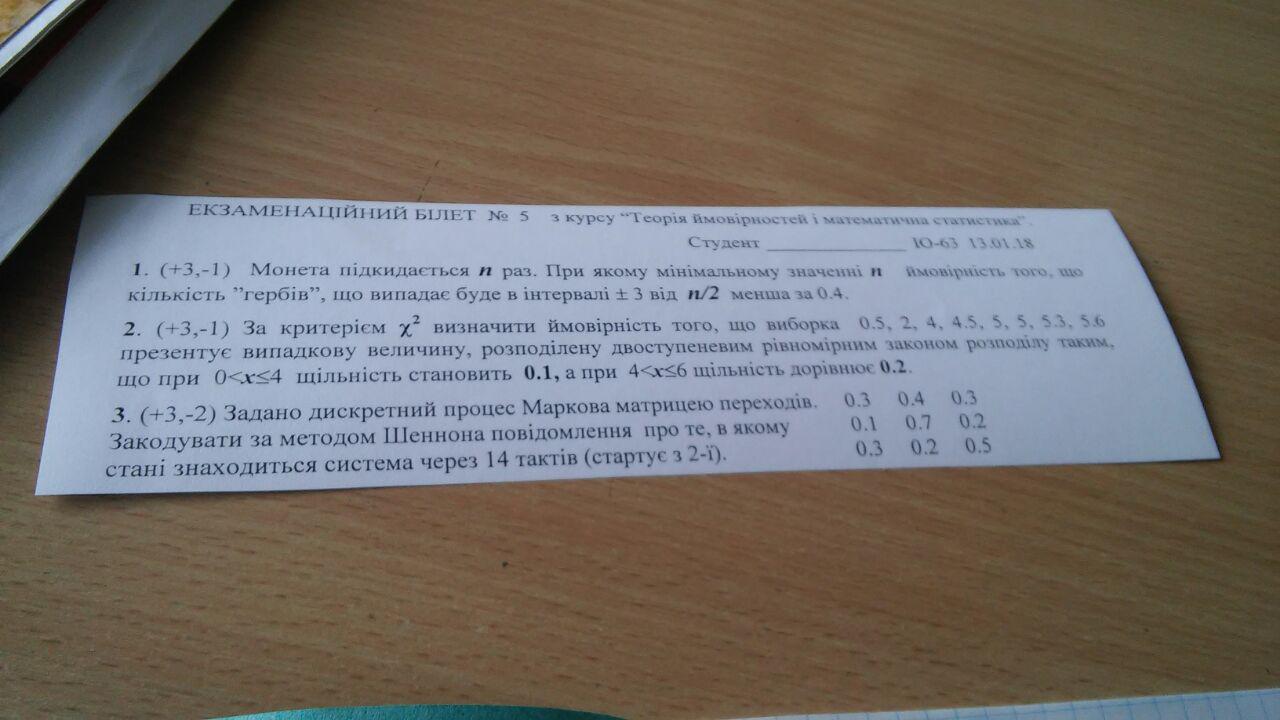 ЕКЗАМЕНАЦІЙНИЙ БІЛЕТ № 5 з курсу “Теорія ймовірностей і математична статистика”.
Студент ____________ ІО-63 13.01.18
1. (+3,-1) Монета підкидається n раз. При якому мінімальному значенні n ймовірність того, що
кількість ”гербів”, що випадає буде в інтервалі ± 3 від n/2 менша за 0.4.
2. (+3,-1) За критерієм χ² визначити ймовірність того, що виборка 0.5, 2, 4, 4.5, 5, 5, 5.3, 5.6
презентує випадкову величину, розподілену двоступеневим рівномірним законом розподілу таким,
що при 0<x≤4 щільність становить 0.1, а при 4<x≤6 щільність дорівнює 0.2.
3. (+3,-2) Задано дискретний процес Маркова матрицею переходів. 0.3 0.4 0.3
Закодувати за методом Шеннона повідомлення про те, в якому 0.1 0.7 0.2
стані знаходиться система через 14 тактів (стартує з 2-ї). 0.3 0.2 0.5